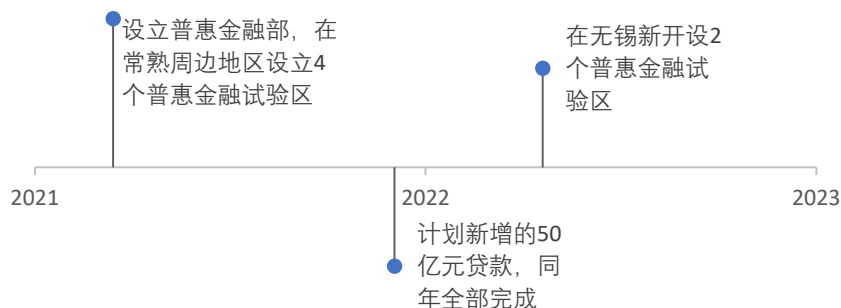 设立普惠金融部，在
常熟周边地区设立4
个普惠金融试验区
在无锡新开设2
个普惠金融试
验区
2021
2022
2023
计划新增的50
亿元贷款，同
年全部完成